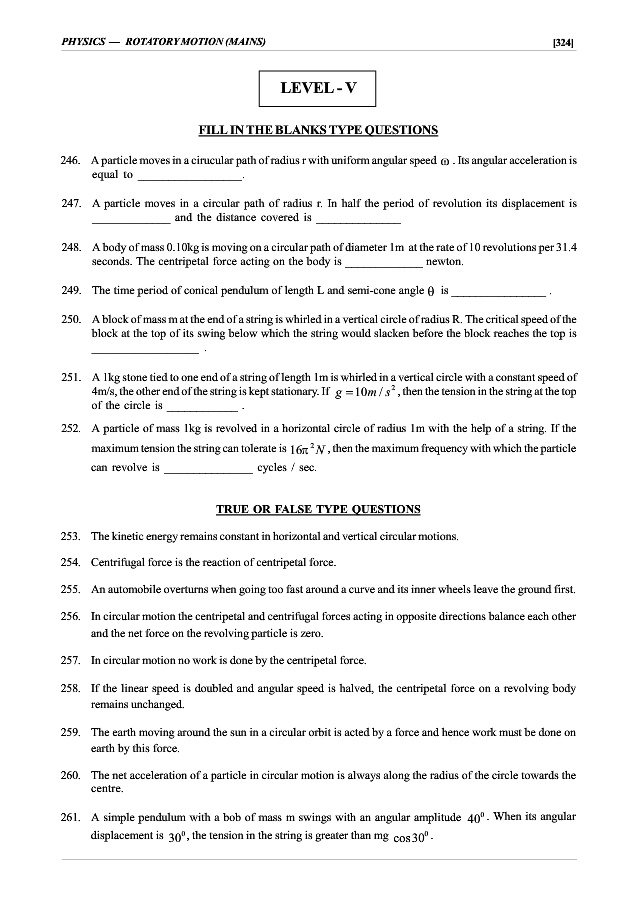 PHYSICS — ROTATORY MOTION (MAINS) [324]
LEVEL - V
FILL IN THE BLANKS TYPE QUESTIONS
246. A particle moves in a cirucular path of radius r with uniform angular speed ω . Its angular acceleration is
equal to __________________.
247. A particle moves in a circular path of radius r. In half the period of revolution its displacement is
______________ and the distance covered is _______________
248. A body of mass 0.10kg is moving on a circular path of diameter 1m at the rate of 10 revolutions per 31.4
seconds. The centripetal force acting on the body is _____________ newton.
249. The time period of conical pendulum of length L and semi-cone angle θ is ________________ .
250. A block of mass m at the end of a string is whirled in a vertical circle of radius R. The critical speed of the
block at the top of its swing below which the string would slacken before the block reaches the top is
___________________ .
251. A 1kg stone tied to one end of a string of length 1m is whirled in a vertical circle with a constant speed of
4m/s, the other end of the string is kept stationary. If g = 10m / s², then the tension in the string at the top
of the circle is ____________ .
252. A particle of mass 1kg is revolved in a horizontal circle of radius 1m with the help of a string. If the
maximum tension the string can tolerate is 16π² N , then the maximum frequency with which the particle
can revolve is _______________ cycles / sec.
TRUE OR FALSE TYPE QUESTIONS
253. The kinetic energy remains constant in horizontal and vertical circular motions.
254. Centrifugal force is the reaction of centripetal force.
255. An automobile overturns when going too fast around a curve and its inner wheels leave the ground first.
256. In circular motion the centripetal and centrifugal forces acting in opposite directions balance each other
and the net force on the revolving particle is zero.
257. In circular motion no work is done by the centripetal force.
258. If the linear speed is doubled and angular speed is halved, the centripetal force on a revolving body
remains unchanged.
259. The earth moving around the sun in a circular orbit is acted by a force and hence work must be done on
earth by this force.
260. The net acceleration of a particle in circular motion is always along the radius of the circle towards the
centre.
261. A simple pendulum with a bob of mass m swings with an angular amplitude 40⁰ . When its angular
displacement is 30⁰ , the tension in the string is greater than mg cos30⁰ .